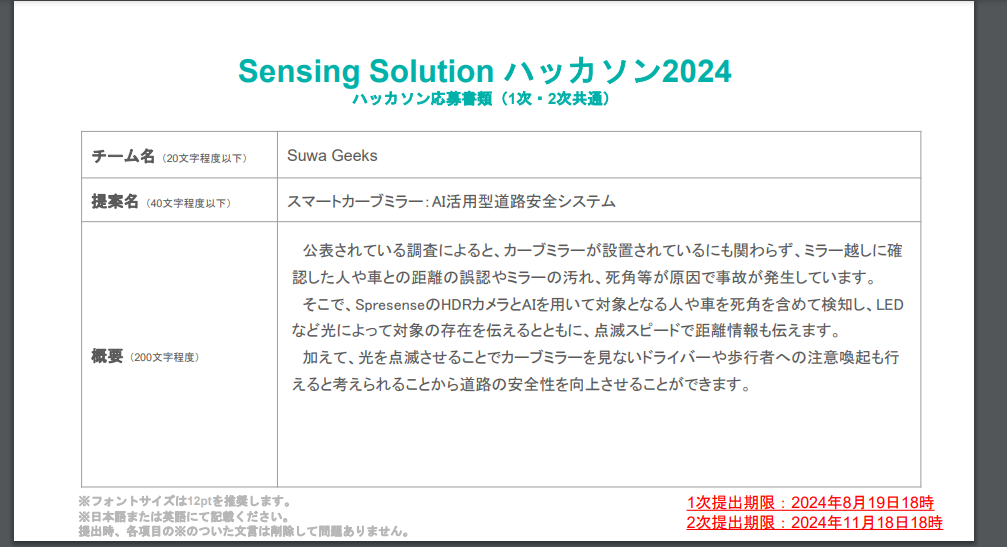 Sensing Solution ハッカソン2024
ハッカソン応募書類（1次・2次共通）
チーム名（20文字程度以下）
Suwa Geeks
提案名（40文字程度以下）
スマートカーブミラー：AI活用型道路安全システム
概要（200文字程度）
公表されている調査によると、カーブミラーが設置されているにも関わらず、ミラー越しに確
認した人や車との距離の誤認やミラーの汚れ、死角等が原因で事故が発生しています。
そこで、SpresenseのHDRカメラとAIを用いて対象となる人や車を死角を含めて検知し、LED
など光によって対象の存在を伝えるとともに、点滅スピードで距離情報も伝えます。
加えて、光を点滅させることでカーブミラーを見ないドライバーや歩行者への注意喚起も行
えると考えられることから道路の安全性を向上させることができます。
※フォントサイズは12ptを推奨します。
※日本語または英語にて記載ください。
提出時、各項目の※のついた文言は削除して問題ありません。
1次提出期限：2024年8月19日18時
2次提出期限：2024年11月18日18時